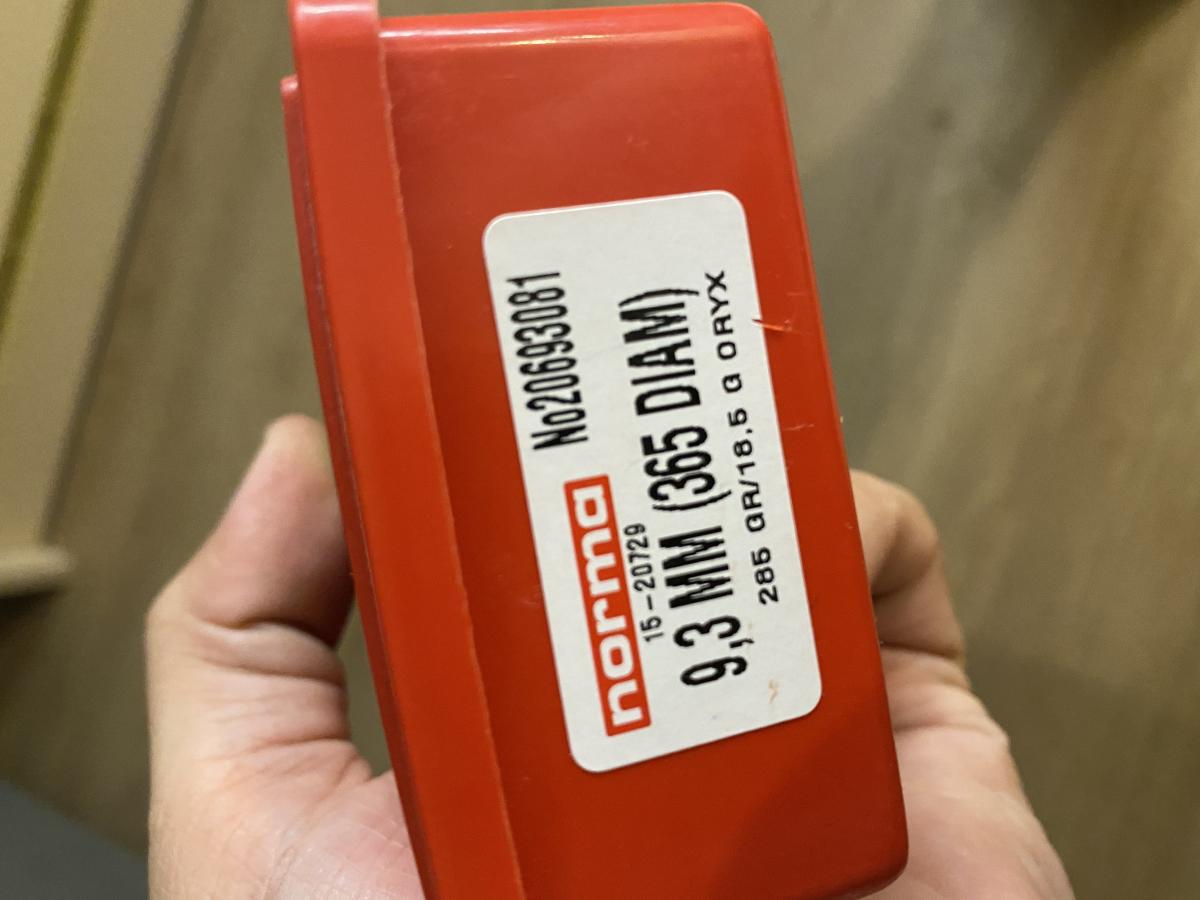 norma No20693081
15-20729
9,3 MM (365 DIAM)
285 GR/18,5 G ORYX